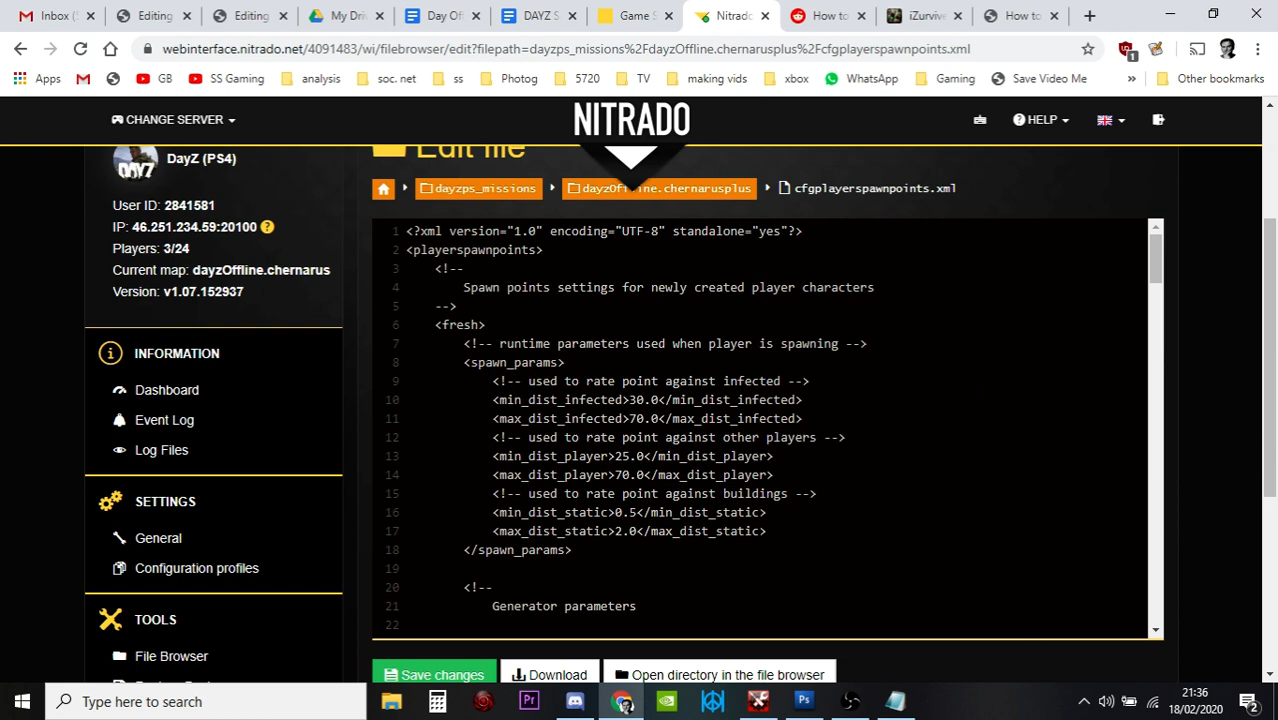 Inbox (
Editing
Editing
My Driv
Day Of
DAYZ S
Game S
Nitrado
How to
iZurvive
How to
webinterface.nitrado.net/4091483/wi/filebrowser/edit?filepath=dayzps_missions%2FdayzOffline.chernarusplus%2Fcfgplayerspawnpoints.xml
Apps GB SS Gaming analysis soc. net ss Photog 5720 TV making vids xbox WhatsApp Gaming Save Video Me » Other bookmarks
CHANGE SERVER NITRADO HELP
DayZ (PS4)
DAYZ
User ID: 2841581
IP: 46.251.234.59:20100 ?
Players: 3/24
Current map: dayzOffline.chernarus
Version: v1.07.152937
INFORMATION
Dashboard
Event Log
Log Files
SETTINGS
General
Configuration profiles
TOOLS
File Browser
Edit file
dayzps_missions dayzOffline.chernarusplus cfgplayerspawnpoints.xml
1 <?xml version="1.0" encoding="UTF-8" standalone="yes"?>
2 <playerspawnpoints>
3 <!--
4 Spawn points settings for newly created player characters
5 -->
6 <fresh>
7 <!-- runtime parameters used when player is spawning -->
8 <spawn_params>
9 <!-- used to rate point against infected -->
10 <min_dist_infected>30.0</min_dist_infected>
11 <max_dist_infected>70.0</max_dist_infected>
12 <!-- used to rate point against other players -->
13 <min_dist_player>25.0</min_dist_player>
14 <max_dist_player>70.0</max_dist_player>
15 <!-- used to rate point against buildings -->
16 <min_dist_static>0.5</min_dist_static>
17 <max_dist_static>2.0</max_dist_static>
18 </spawn_params>
19
20 <!--
21 Generator parameters
22
Save changes Download Open directory in the file browser
Type here to search
Pr
Ps
21:36
18/02/2020
2